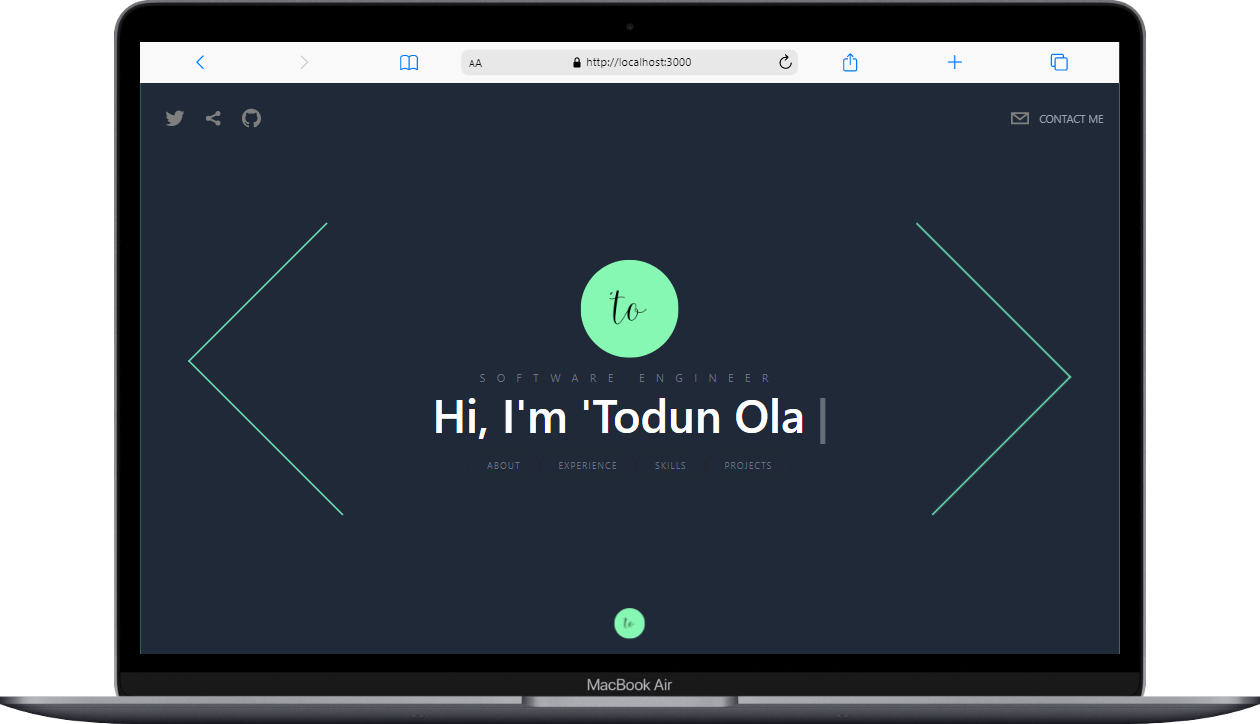 AA
http://localhost:3000
CONTACT ME
to
SOFTWARE ENGINEER
Hi, I'm 'Todun Ola |
ABOUT EXPERIENCE SKILLS PROJECTS
to
MacBook Air